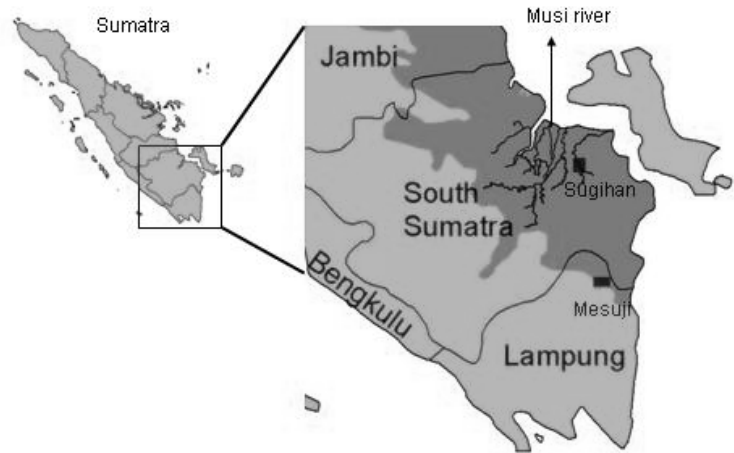 Musi river
Sumatra
Jambi
South
Sumatra
Sugihan
Bengkulu
Mesuji
Lampung